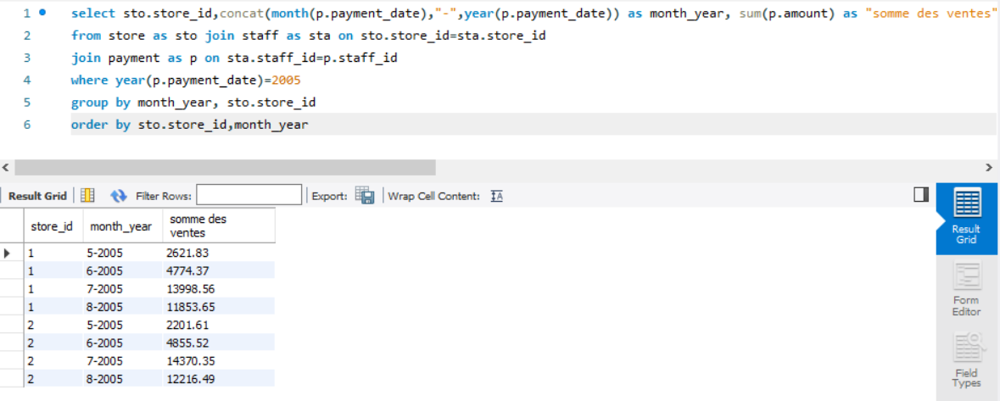 1 select sto.store_id,concat(month(p.payment_date),"-",year(p.payment_date)) as month_year, sum(p.amount) as "somme des ventes"
2 from store as sto join staff as sta on sto.store_id=sta.store_id
3 join payment as p on sta.staff_id=p.staff_id
4 where year(p.payment_date)=2005
5 group by month_year, sto.store_id
6 order by sto.store_id,month_year
Result Grid Filter Rows: Export: Wrap Cell Content: IA
store_id month_year somme des
ventes
1 5-2005 2621.83
1 6-2005 4774.37
1 7-2005 13998.56
1 8-2005 11853.65
2 5-2005 2201.61
2 6-2005 4855.52
2 7-2005 14370.35
2 8-2005 12216.49
Result
Grid
Form
Editor
Field
Types